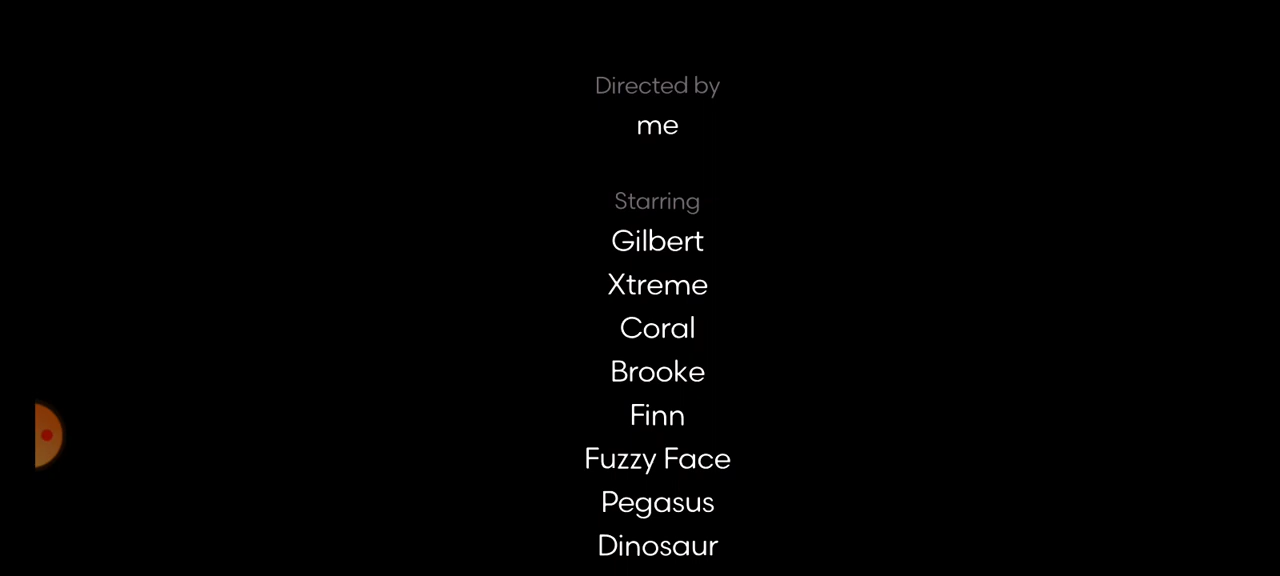 Directed by
me
Starring
Gilbert
Xtreme
Coral
Brooke
Finn
Fuzzy Face
Pegasus
Dinosaur